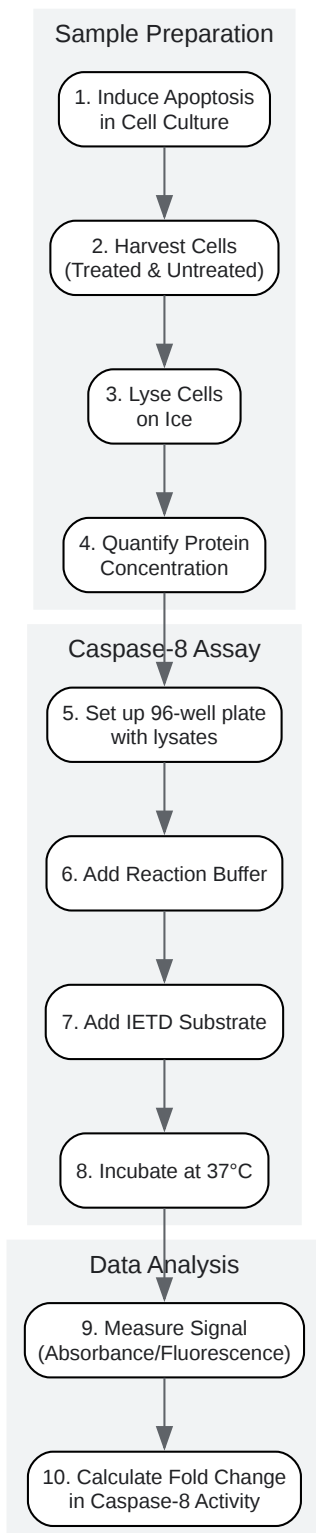 Sample Preparation
1. Induce Apoptosis
in Cell Culture
2. Harvest Cells
(Treated & Untreated)
3. Lyse Cells
on Ice
4. Quantify Protein
Concentration
Caspase-8 Assay
5. Set up 96-well plate
with lysates
6. Add Reaction Buffer
7. Add IETD Substrate
8. Incubate at 37°C
Data Analysis
9. Measure Signal
(Absorbance/Fluorescence)
10. Calculate Fold Change
in Caspase-8 Activity